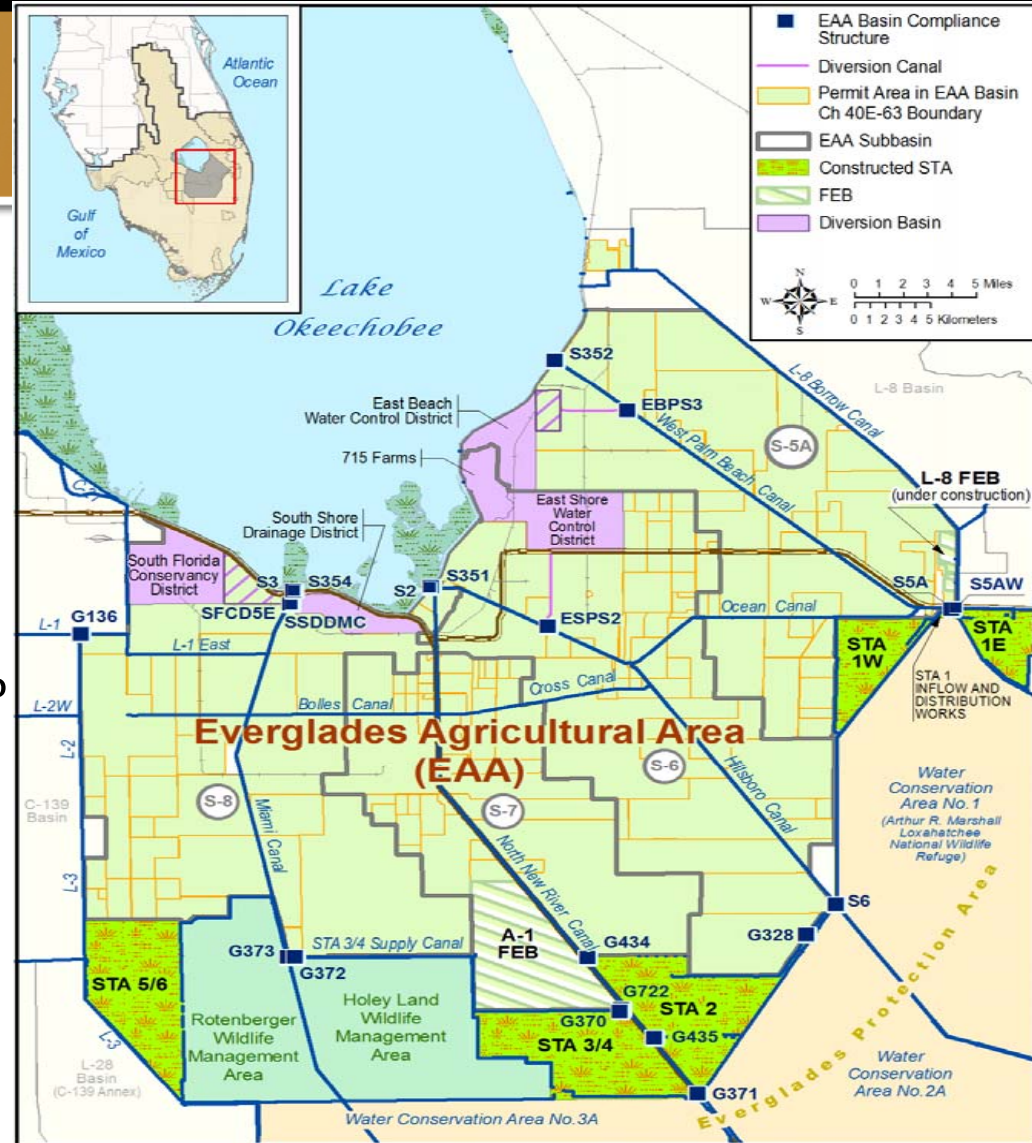 Atlantic
Ocean
Gulf
of
Mexico
EAA Basin Compliance
Structure
Diversion Canal
Permit Area in EAA Basin
Ch 40E-63 Boundary
EAA Subbasin
Constructed STA
FEB
Diversion Basin
N
W
E
S
0 1 2 3 4 5 Miles
0 1 2 3 4 5 Kilometers
Lake
Okeechobee
S352
L-8 Borrow Canal
L-8 Basin
East Beach
Water Control District
EBPS3
West Palm Beach Canal
S-5A
715 Farms
L-8 FEB
(under construction)
East Shore
Water
Control
District
South Shore
Drainage District
South Florida
Conservancy
District
S3
S354
S2
S351
S5A
S5AW
SFCD5E
SSDDMC
ESPS2
Ocean Canal
G136
L-1
L-1 East
STA
1W
STA
1E
STA 1
INFLOW AND
DISTRIBUTION
WORKS
L-2W
Bolles Canal
Cross Canal
Everglades Agricultural Area
(EAA)
L-2
S-6
Hillsboro Canal
S-8
S-7
Miami Canal
C-139
Basin
Water
Conservation
Area No.1
(Arthur R. Marshall
Loxahatchee
National Wildlife
Refuge)
L-3
North New River Canal
S6
G328
A-1
FEB
G434
STA 3/4 Supply Canal
G373
G372
STA 5/6
G722
STA 2
Holey Land
Wildlife
Management
Area
Rotenberger
Wildlife
Management
Area
G370
STA 3/4
G435
L-3
L-28
Basin
(C-139 Annex)
G371
Water
Conservation
Area No.2A
Everglades Protection Area
Water Conservation Area No.3A